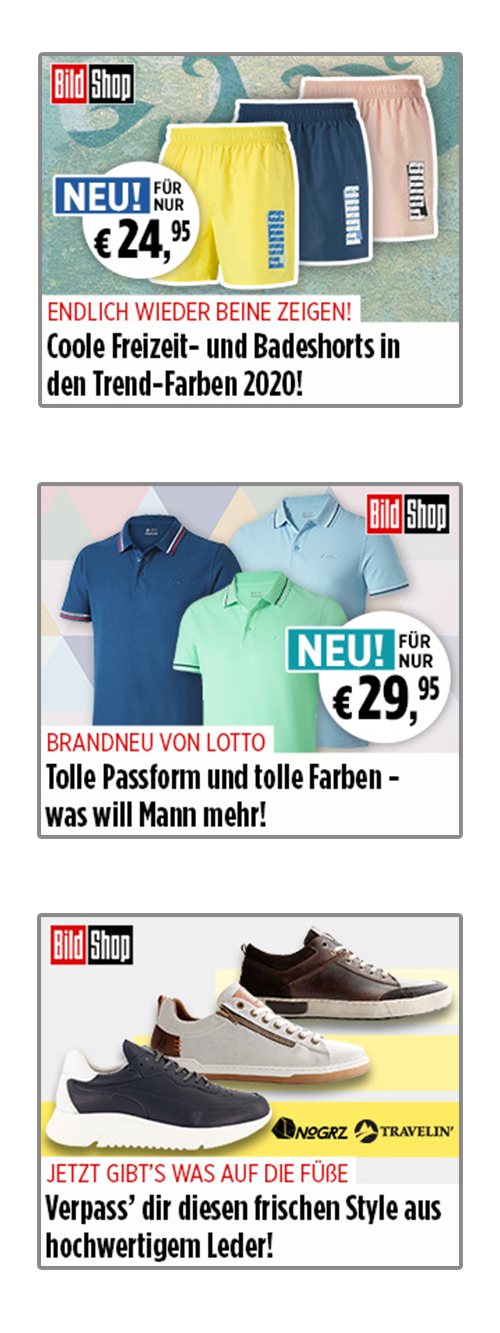 Bild Shop
PUMA
PUMA
PUMA
NEU! FÜR NUR
€ 24,95
ENDLICH WIEDER BEINE ZEIGEN!
Coole Freizeit- und Badeshorts in
den Trend-Farben 2020!
Bild Shop
NEU! FÜR NUR
€ 29,95
BRANDNEU VON LOTTO
Tolle Passform und tolle Farben -
was will Mann mehr!
Bild Shop
NOGRZ TRAVELIN'
JETZT GIBT'S WAS AUF DIE FÜßE
Verpass' dir diesen frischen Style aus
hochwertigem Leder!